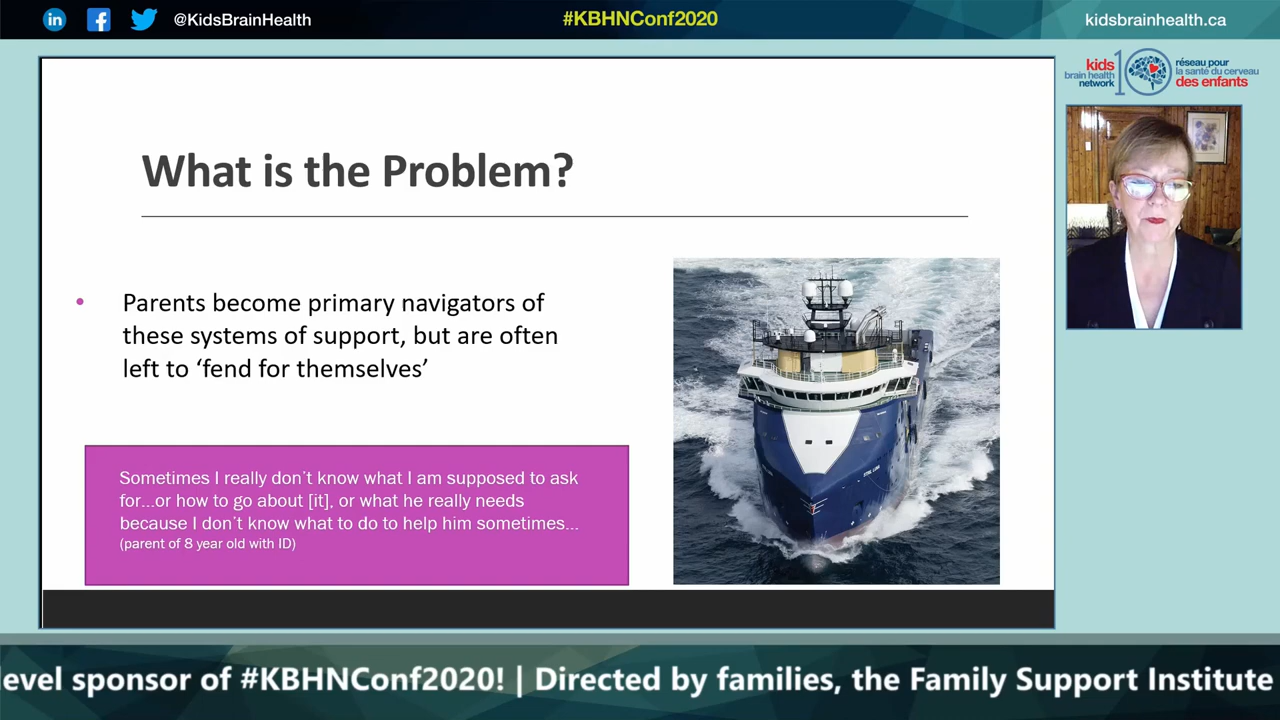 @KidsBrainHealth
#KBHNConf2020
kidsbrainhealth.ca
kids
brain health
network
10
réseau pour
la santé du cerveau
des enfants
What is the Problem?
• Parents become primary navigators of
these systems of support, but are often
left to ‘fend for themselves’
Sometimes I really don’t know what I am supposed to ask
for...or how to go about [it], or what he really needs
because I don’t know what to do to help him sometimes...
(parent of 8 year old with ID)
level sponsor of #KBHNConf2020! | Directed by families, the Family Support Institute